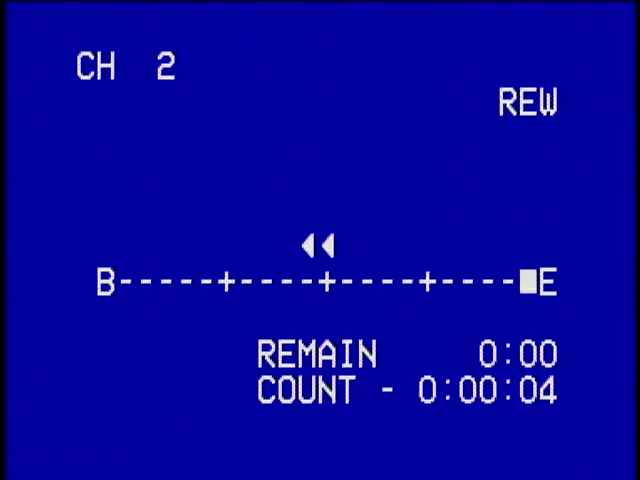 CH 2
REW
B-----+----+----+----■E
REMAIN 0:00
COUNT - 0:00:04